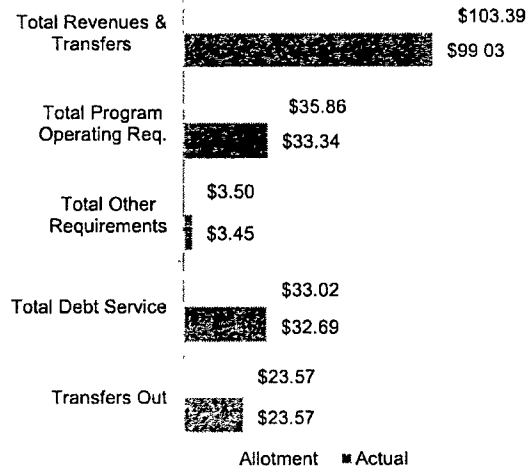 $103.39
Total Revenues &
Transfers
$99 03
$35.86
Total Program
Operating Req.
$33.34
$3.50
Total Other
Requirements
$3.45
$33.02
Total Debt Service
$32.69
$23.57
Transfers Out
$23.57
Allotment Actual